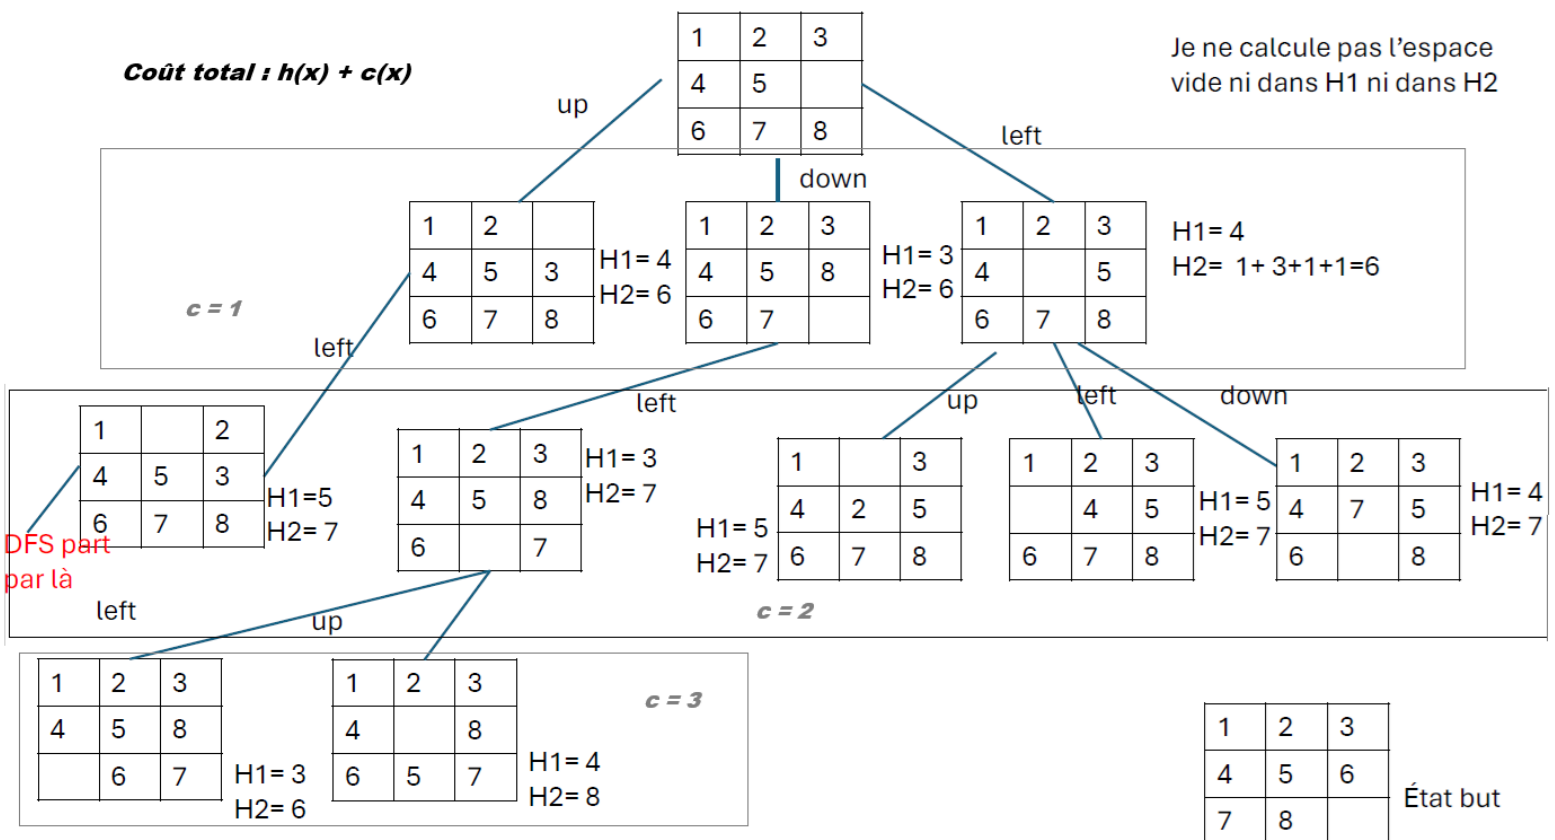 1 2 3
Coût total : h(x) + c(x)
Je ne calcule pas l'espace
vide ni dans H1 ni dans H2
4 5
up
6 7 8
left
down
1 2
4 5 3
6 7 8
H1= 4
H2= 6
1 2 3
4 5 8
6 7
H1= 3
H2= 6
1 2 3
4 5
6 7 8
H1= 4
H2= 1+ 3+1+1=6
c = 1
left
left
up
left
down
1 2
4 5 3
6 7 8
H1=5
H2= 7
1 2 3
4 5 8
6 7
H1= 3
H2= 7
1 3
4 2 5
6 7 8
H1= 5
H2= 7
1 2 3
4 5
6 7 8
H1= 5
H2= 7
1 2 3
4 7 5
6 8
H1= 4
H2= 7
DFS part
par là
left
up
c = 2
1 2 3
4 5 8
6 7
H1= 3
H2= 6
1 2 3
4 8
6 5 7
H1= 4
H2= 8
c = 3
1 2 3
4 5 6
7 8
État but